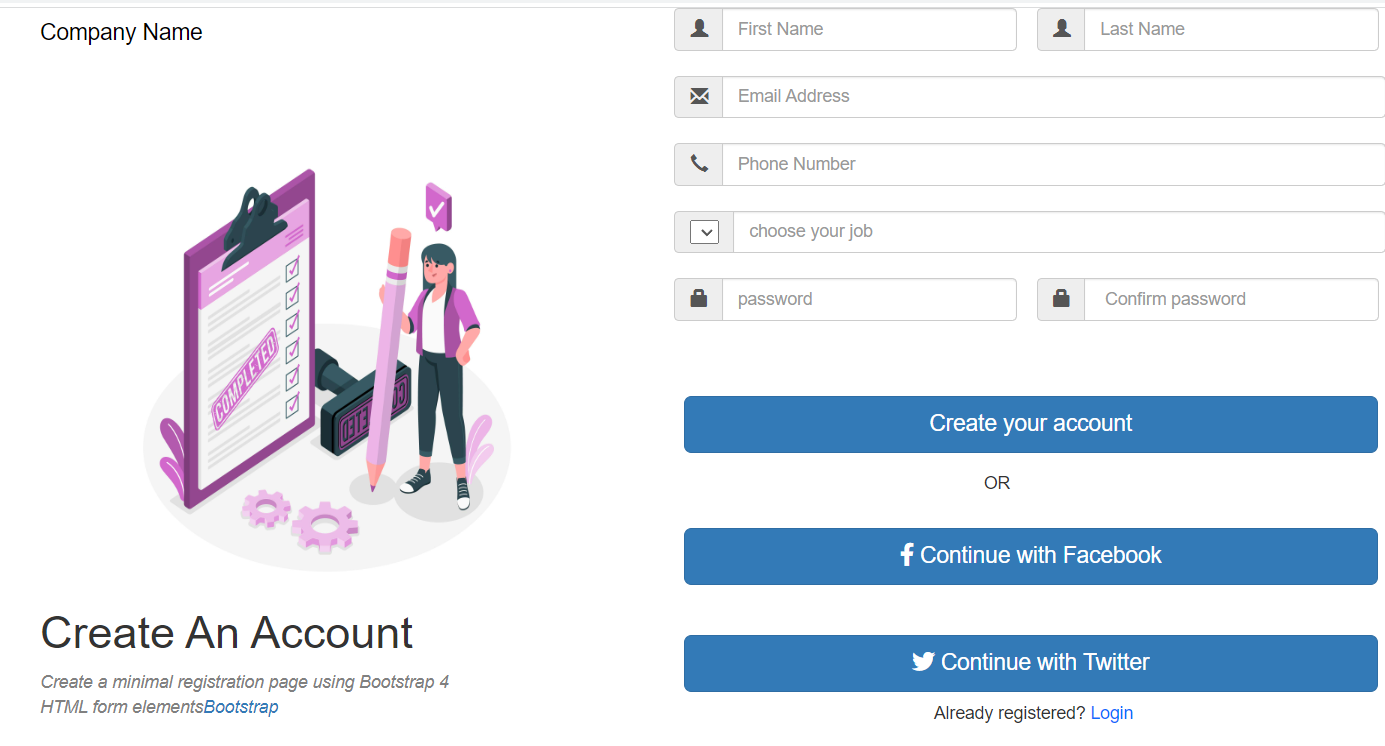 Company Name
First Name
Last Name
Email Address
Phone Number
choose your job
password
Confirm password
COMPLETED
COMPLETED
Create your account
OR
Continue with Facebook
Create An Account
Continue with Twitter
Create a minimal registration page using Bootstrap 4
HTML form elementsBootstrap
Already registered? Login